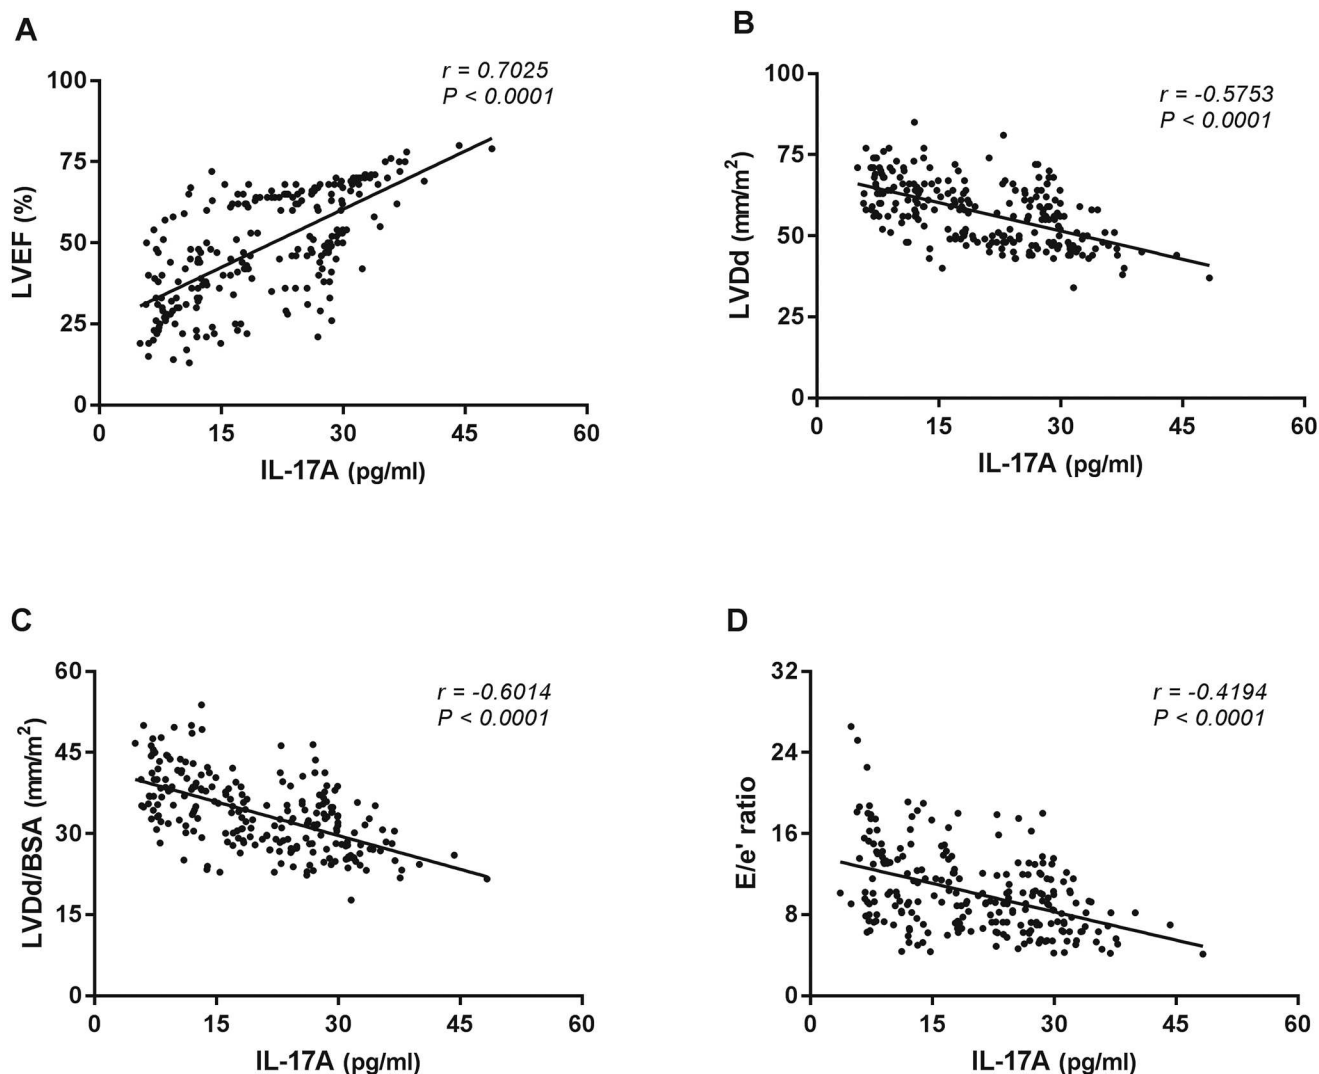 A
r = 0.7025
P < 0.0001
100
75
50
25
0
LVEF (%)
0 15 30 45 60
IL-17A (pg/ml)
B
r = -0.5753
P < 0.0001
100
75
50
25
0
LVDd (mm/m²)
0 15 30 45 60
IL-17A (pg/ml)
C
r = -0.6014
P < 0.0001
60
45
30
15
0
LVDd/BSA (mm/m²)
0 15 30 45 60
IL-17A (pg/ml)
D
r = -0.4194
P < 0.0001
32
24
16
8
0
E/e' ratio
0 15 30 45 60
IL-17A (pg/ml)